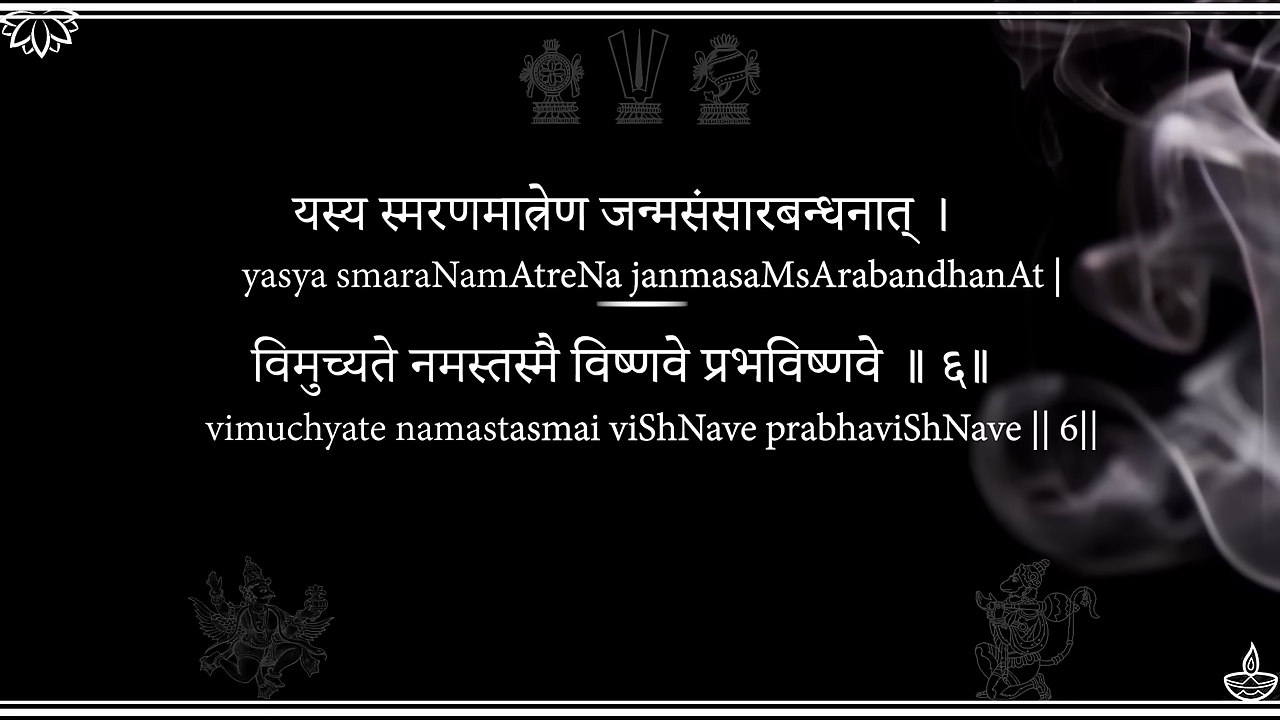 यस्य स्मरणमात्रेण जन्मसंसारबन्धनात् ।
yasya smaraNamAtreNa janmasaMsArabandhanAt |
विमुच्यते नमस्तस्मै विष्णवे प्रभविष्णवे ॥ ६॥
vimuchyate namastasmai viShNave prabhaviShNave || 6||